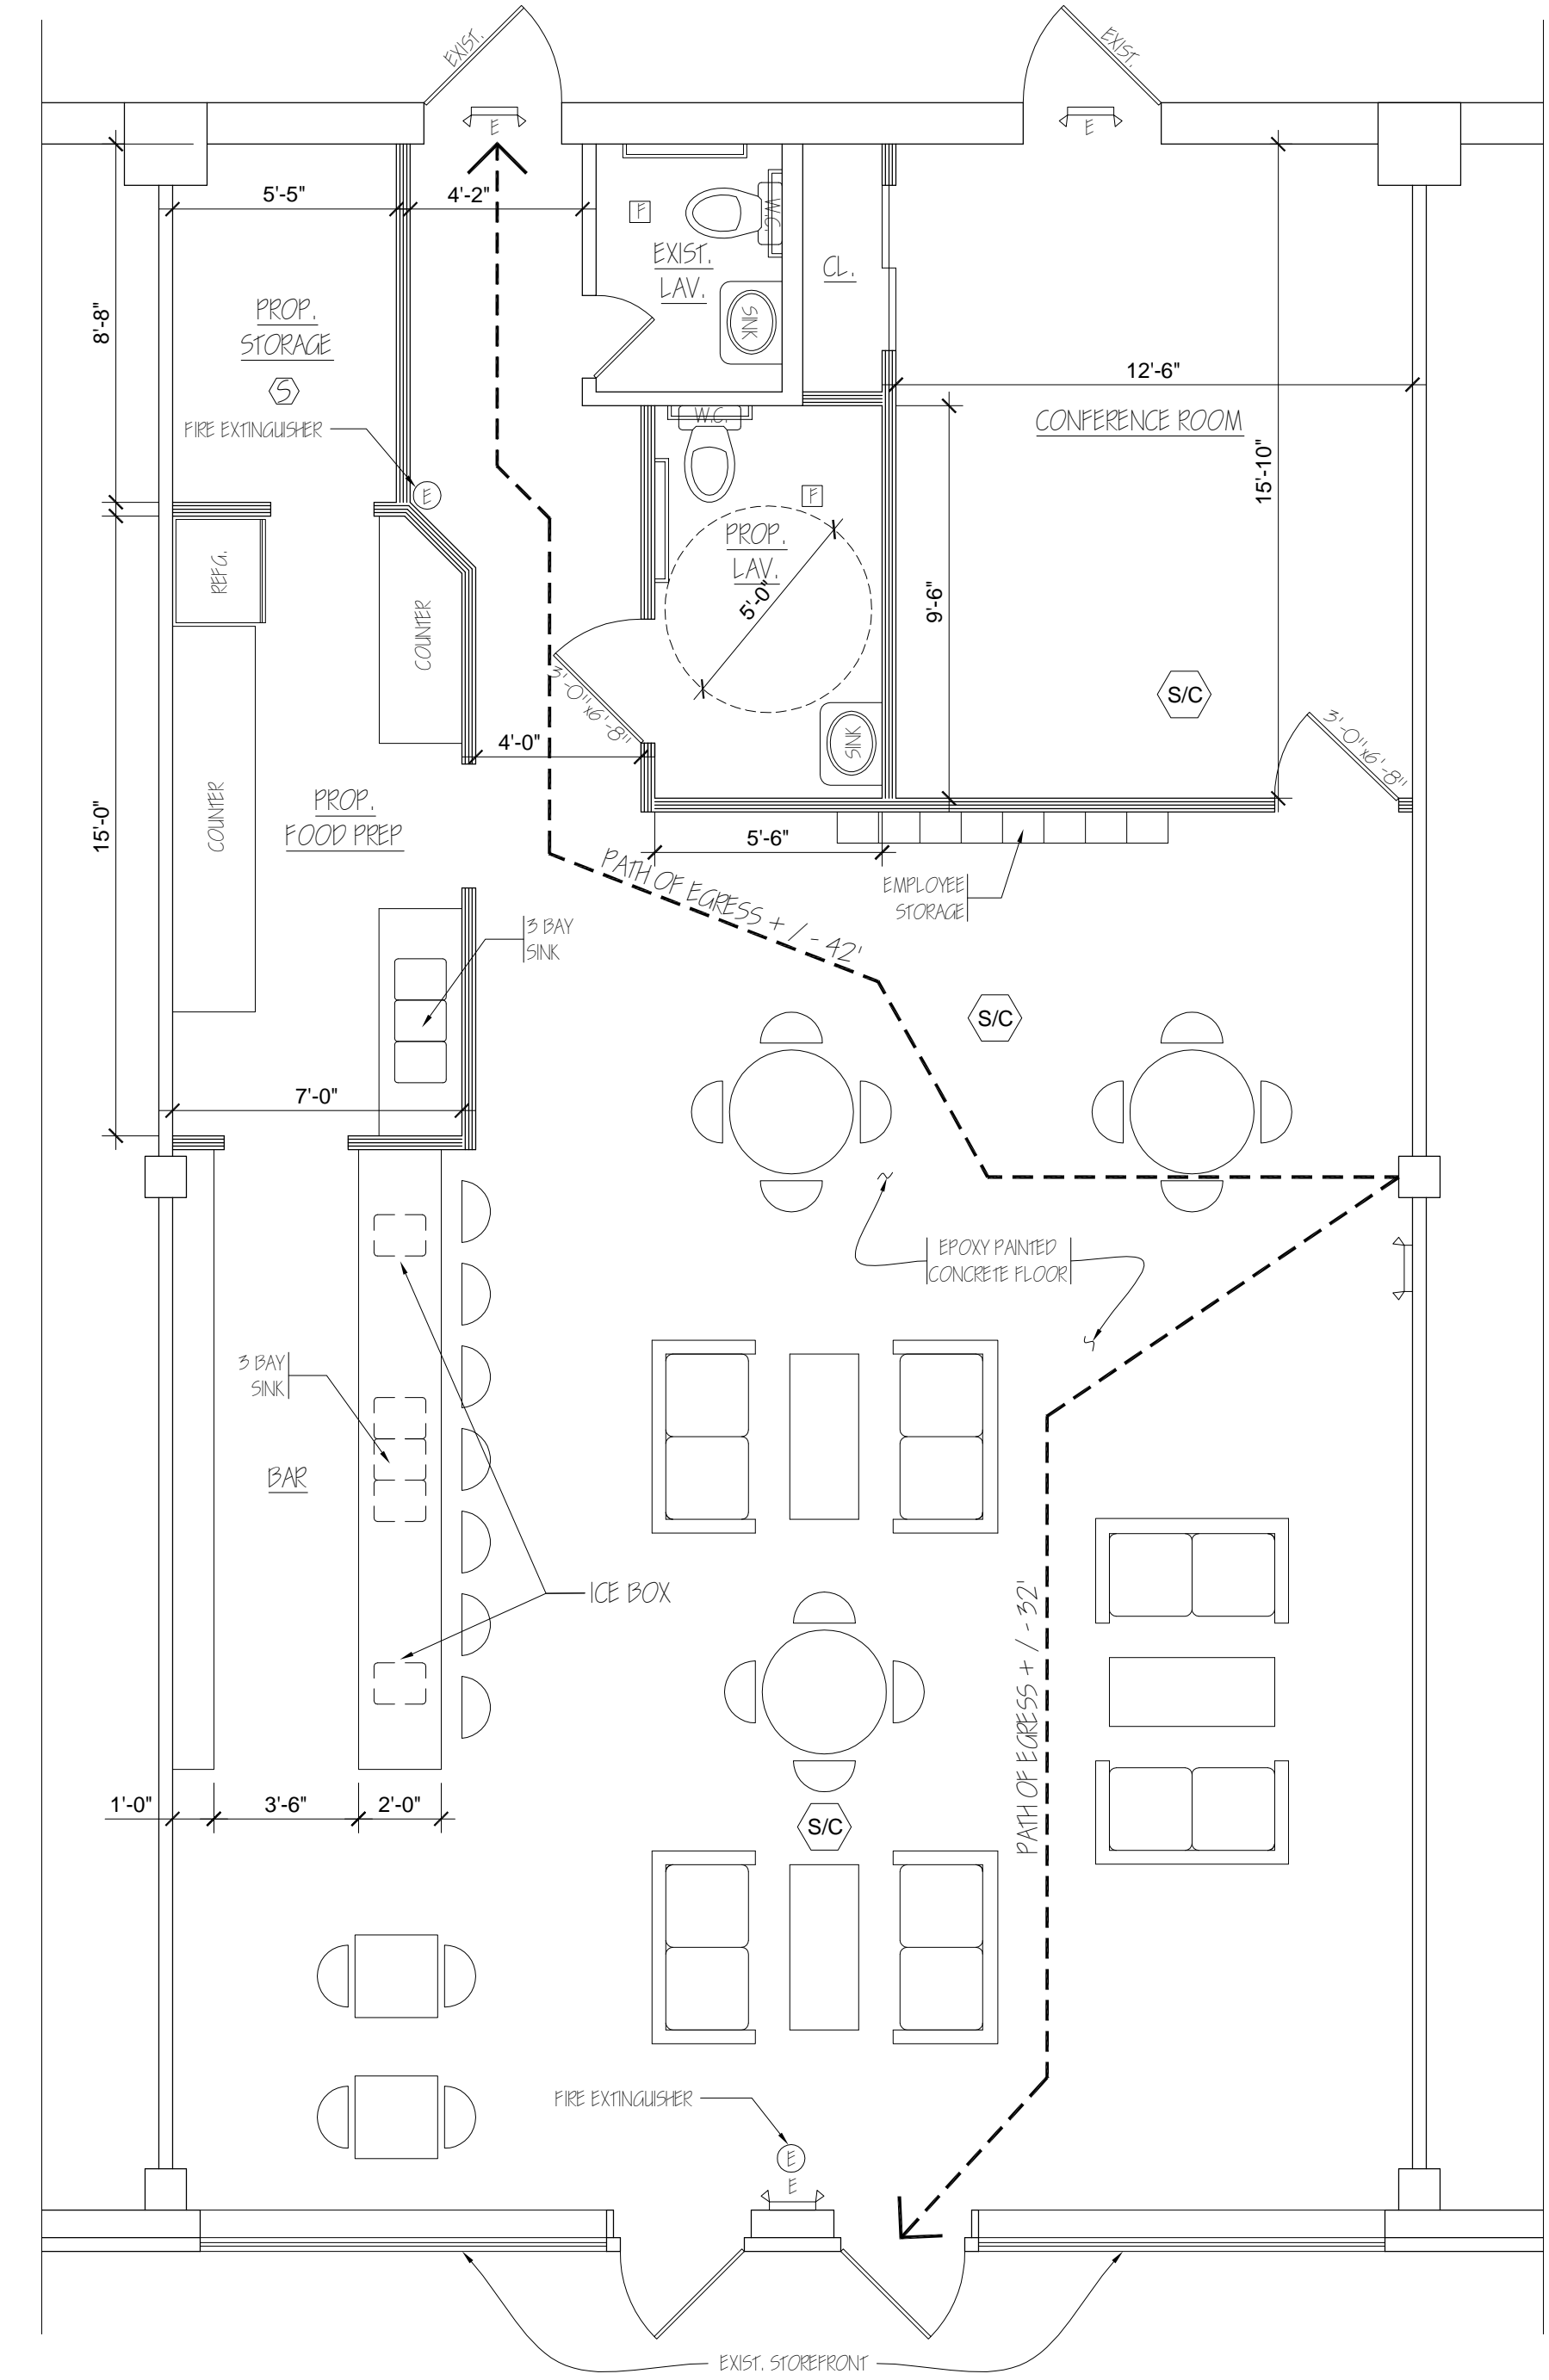 EXIST.
EXIST.
E
E
5'-5"
4'-2"
F
W.C.
EXIST.
LAV.
CL.
SINK
8'-8"
PROP.
STORAGE
S
FIRE EXTINGUISHER
E
12'-6"
CONFERENCE ROOM
15'-10"
W.C.
F
PROP.
LAV.
5'-0"
9'-6"
REFG.
COUNTER
3'-0"x6'-8"
SINK
S/C
3'-0"x6'-8"
4'-0"
COUNTER
PROP.
FOOD PREP
15'-0"
5'-6"
PATH OF EGRESS + / - 42'
EMPLOYEE
STORAGE
3 BAY
SINK
S/C
7'-0"
EPOXY PAINTED
CONCRETE FLOOR
3 BAY
SINK
BAR
ICE BOX
PATH OF EGRESS + / - 32'
1'-0"
3'-6"
2'-0"
S/C
FIRE EXTINGUISHER
E
E
EXIST. STOREFRONT